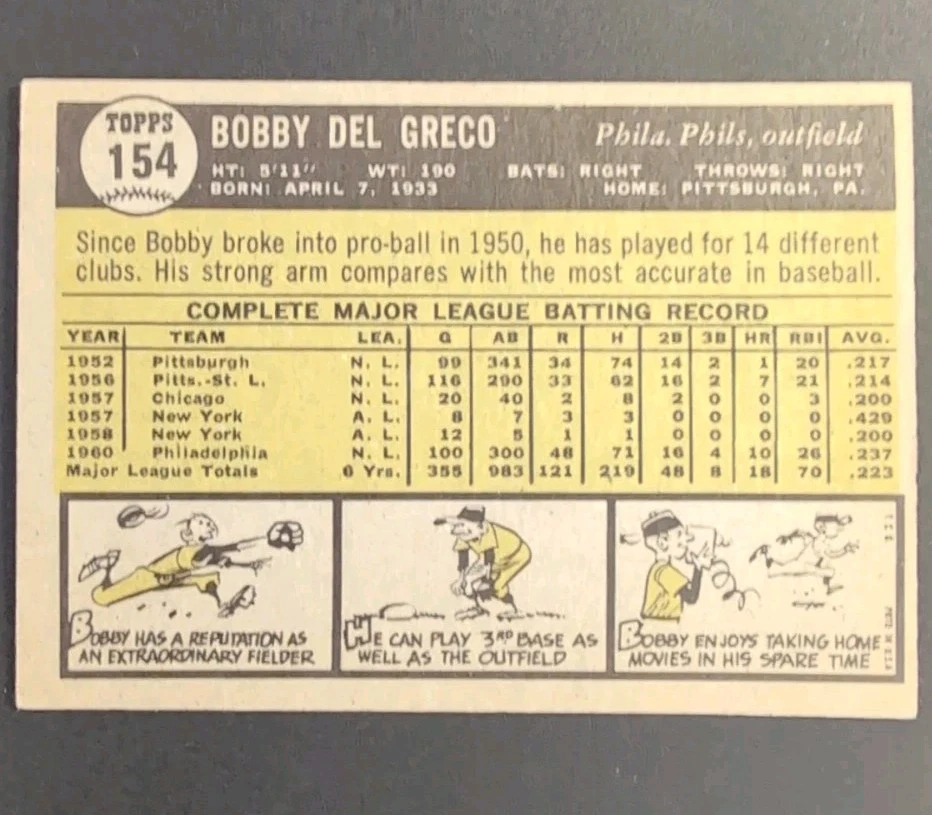 TOPPS
154
BOBBY DEL GRECO
Phila. Phils, outfield
HT: 5'11" WT: 190 BATS: RIGHT THROWS: RIGHT
BORN: APRIL 7, 1933 HOME: PITTSBURGH, PA.
Since Bobby broke into pro-ball in 1950, he has played for 14 different
clubs. His strong arm compares with the most accurate in baseball.
COMPLETE MAJOR LEAGUE BATTING RECORD
YEAR TEAM LEA. G AB R H 2B 3B HR RBI AVG.
1952 Pittsburgh N. L. 99 341 34 74 14 2 1 20 .217
1956 Pitts.-St. L. N. L. 116 290 33 62 16 2 7 21 .214
1957 Chicago N. L. 20 40 2 8 2 0 0 3 .200
1957 New York A. L. 8 7 3 3 0 0 0 0 .429
1958 New York A. L. 12 5 1 1 0 0 0 0 .200
1960 Philadelphia N. L. 100 300 48 71 16 4 10 26 .237
Major League Totals 6 Yrs. 355 983 121 219 48 8 18 70 .223
BOBBY HAS A REPUTATION AS
AN EXTRAORDINARY FIELDER
HE CAN PLAY 3RD BASE AS
WELL AS THE OUTFIELD
BOBBY ENJOYS TAKING HOME
MOVIES IN HIS SPARE TIME